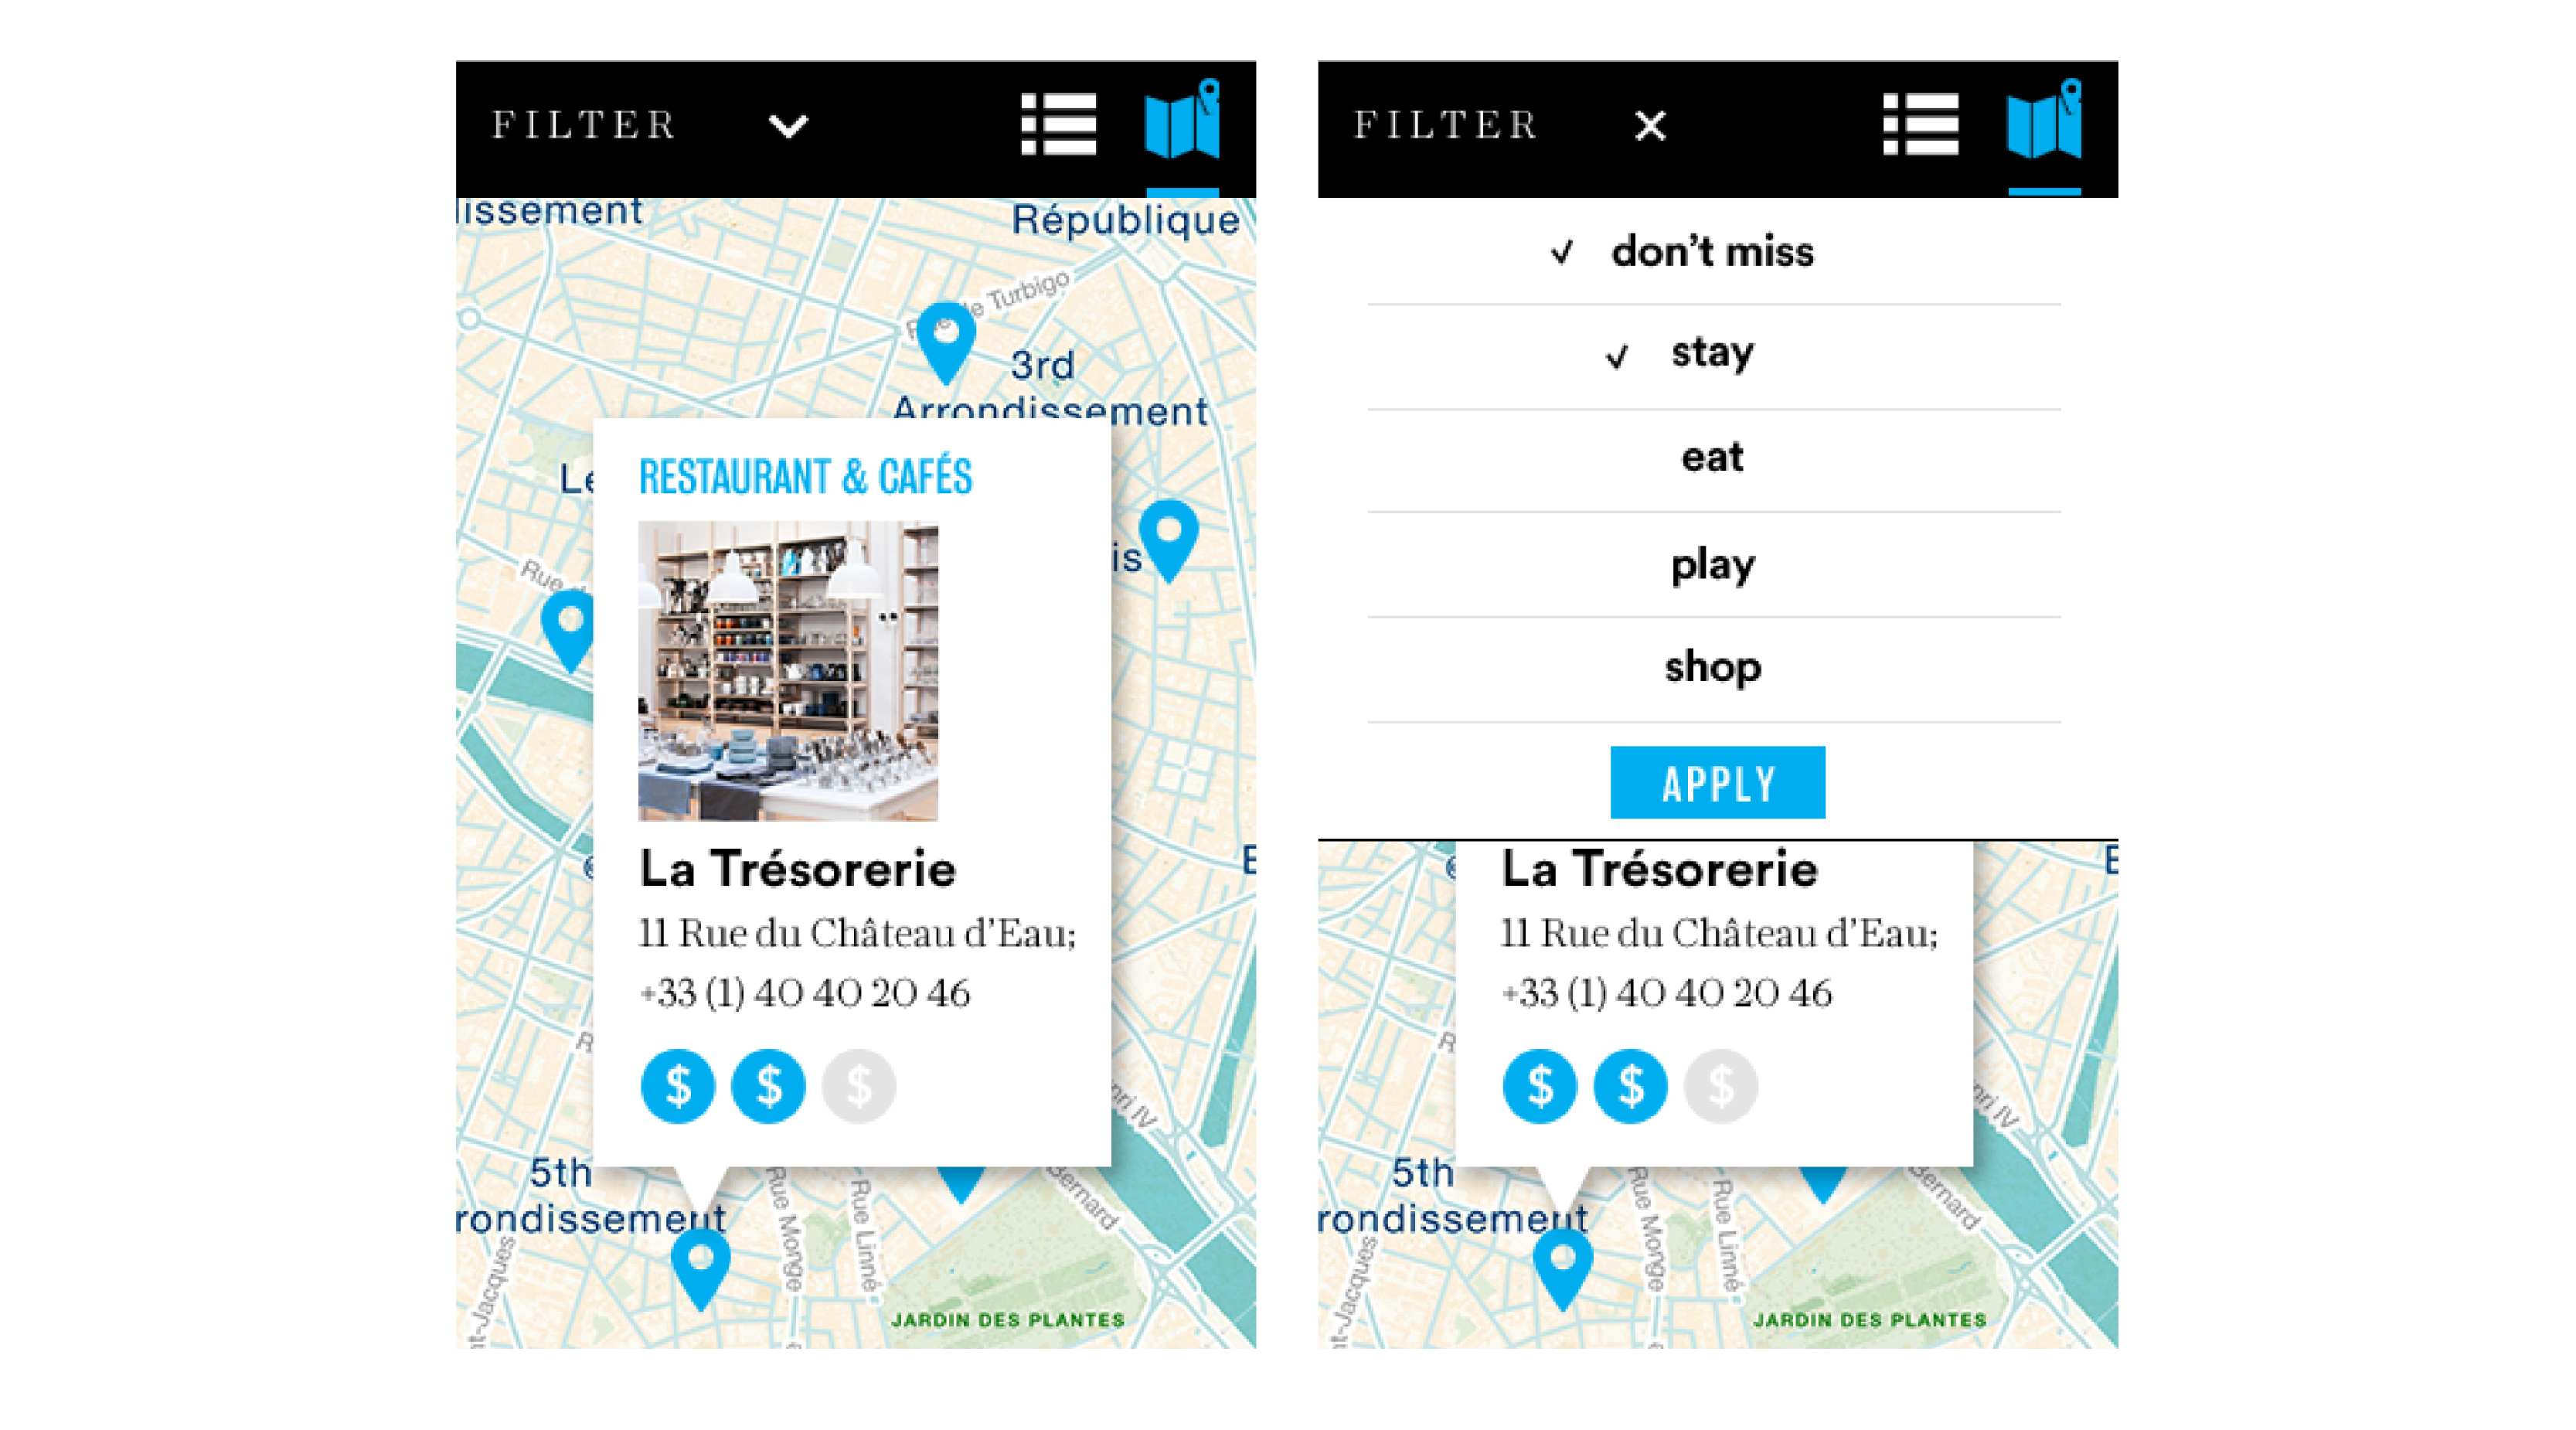 FILTER
lissement
République
Rue de Turbigo
3rd
Arrondissement
RESTAURANT & CAFÉS
Le
is
Rue
La Trésorerie
11 Rue du Château d’Eau;
+33 (1) 40 40 20 46
$ $ $
nri IV
5th
rondissement
Rue Monge
Rue Linné
Bernard
t-Jacques
JARDIN DES PLANTES
FILTER
don’t miss
stay
eat
play
shop
APPLY
La Trésorerie
11 Rue du Château d’Eau;
+33 (1) 40 40 20 46
$ $ $
nri IV
5th
rondissement
Rue Monge
Rue Linné
Bernard
nt-Jacques
JARDIN DES PLANTES